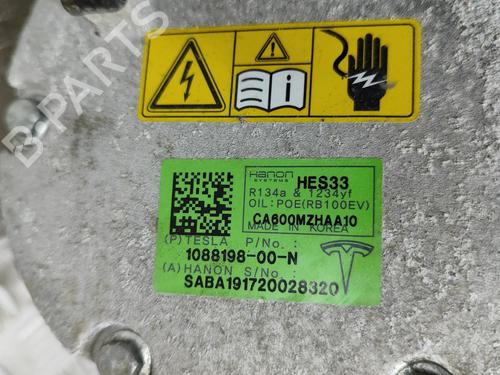 B-PARTS
Hanon
SYSTEMS
HES33
R134a & 1234yf
OIL:POE(RB100EV)
CA600MZHAA10
MADE IN KOREA
(P)TESLA P/No.:
1088198-00-N
(A)HANON S/No.:
SABA191720028320